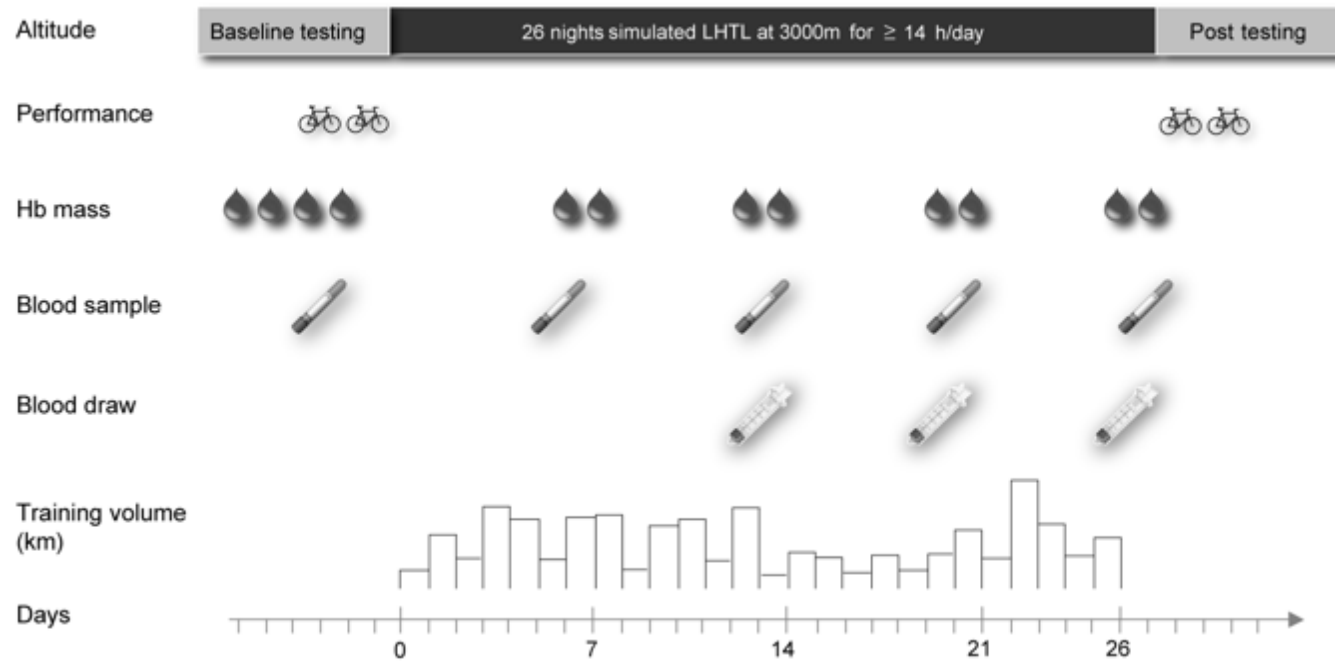 Altitude
Baseline testing
26 nights simulated LHTL at 3000m for ≥ 14 h/day
Post testing
Performance
Hb mass
Blood sample
Blood draw
Training volume
(km)
Days
0
7
14
21
26